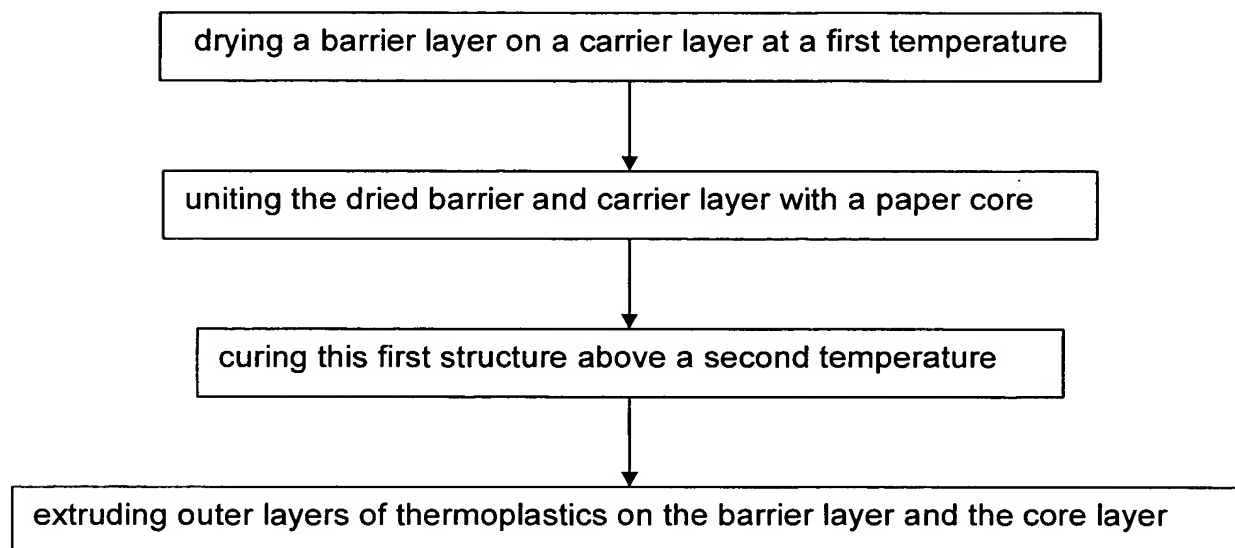 drying a barrier layer on a carrier layer at a first temperature
uniting the dried barrier and carrier layer with a paper core
curing this first structure above a second temperature
extruding outer layers of thermoplastics on the barrier layer and the core layer